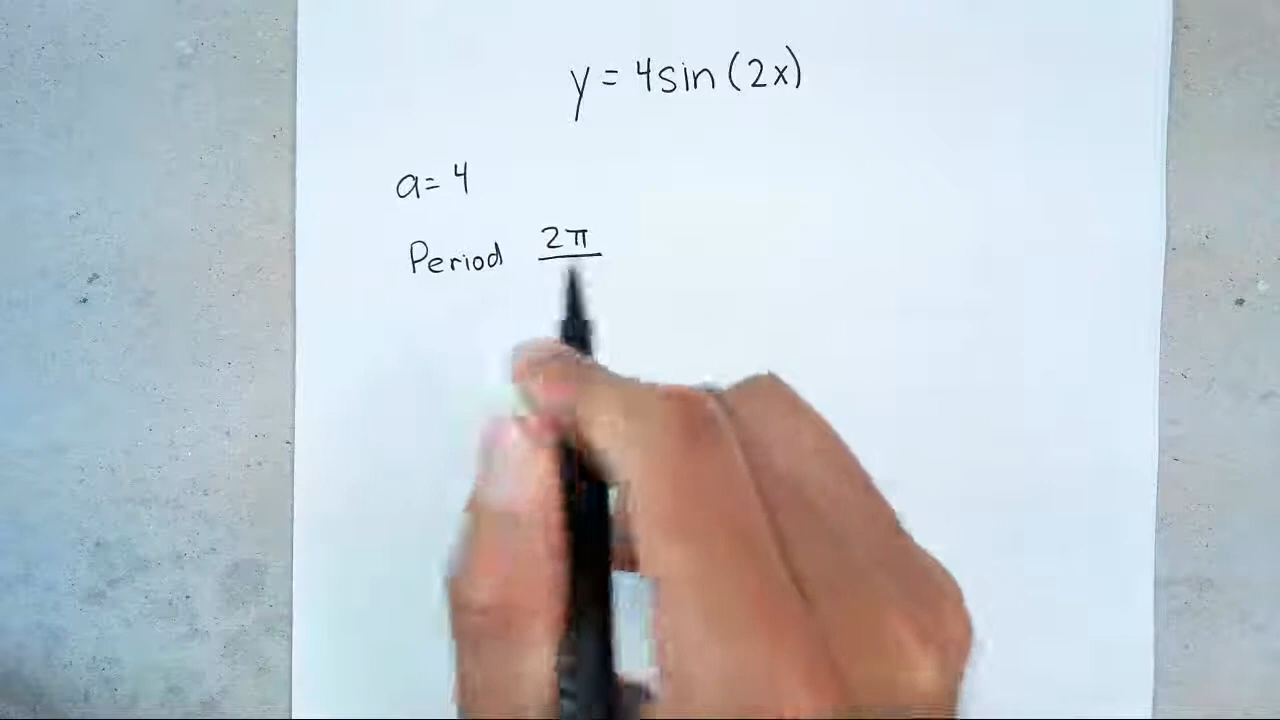 y = 4sin(2x)
a = 4
Period 2π